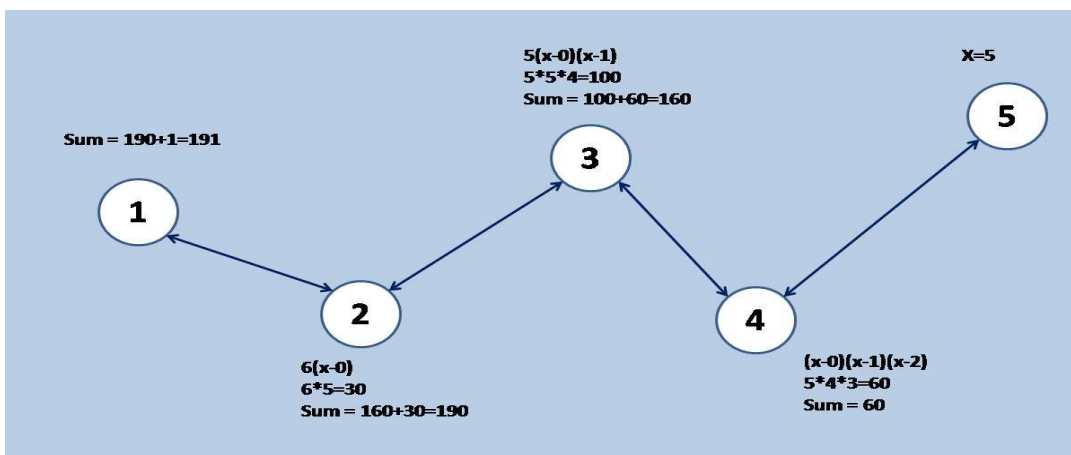 Sum = 190+1=191
1
6(x-0)
6*5=30
Sum = 160+30=190
2
5(x-0)(x-1)
5*5*4=100
Sum = 100+60=160
3
(x-0)(x-1)(x-2)
5*4*3=60
Sum = 60
4
X=5
5